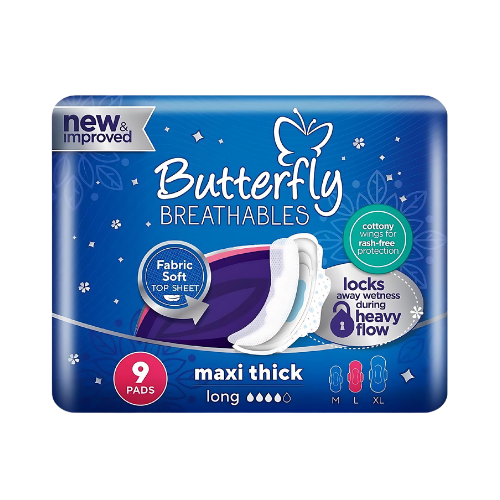 new&
improved
Butterfly
BREATHABLES
cottony
wings for
rash-free
protection
Fabric
Soft
TOP SHEET
locks
away wetness
during
heavy
flow
9
PADS
maxi thick
long
M L XL